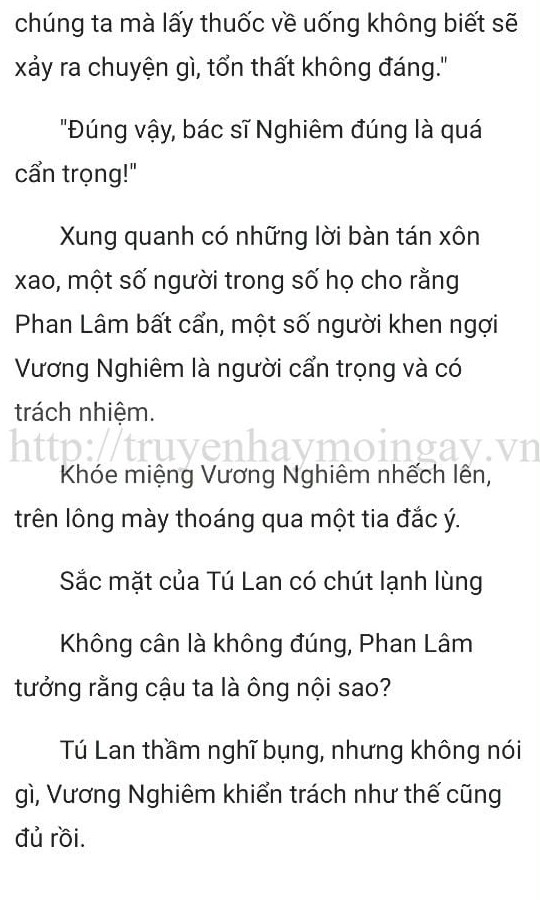 chúng ta mà lấy thuốc về uống không biết sẽ
xảy ra chuyện gì, tổn thất không đáng."
"Đúng vậy, bác sĩ Nghiêm đúng là quá
cẩn trọng!"
Xung quanh có những lời bàn tán xôn
xao, một số người trong số họ cho rằng
Phan Lâm bất cẩn, một số người khen ngợi
Vương Nghiêm là người cẩn trọng và có
trách nhiệm.
http://truyenhaymoingay.vn
Khóe miệng Vương Nghiêm nhếch lên,
trên lông mày thoáng qua một tia đắc ý.
Sắc mặt của Tú Lan có chút lạnh lùng
Không cân là không đúng, Phan Lâm
tưởng rằng cậu ta là ông nội sao?
Tú Lan thầm nghĩ bụng, nhưng không nói
gì, Vương Nghiêm khiển trách như thế cũng
đủ rồi.